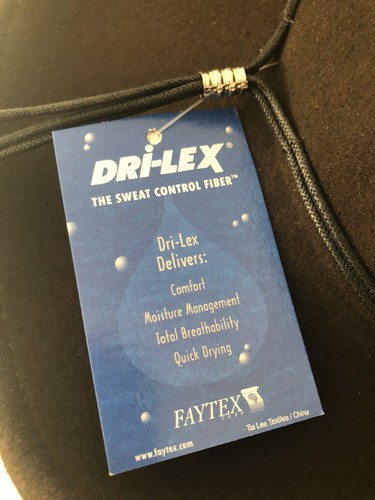 DRI-LEX®
THE SWEAT CONTROL FIBER™
Dri-Lex
Delivers:
Comfort
Moisture Management
Total Breathability
Quick Drying
FAYTEX
CORP
Tai Lee Textiles / China
www.faytex.com